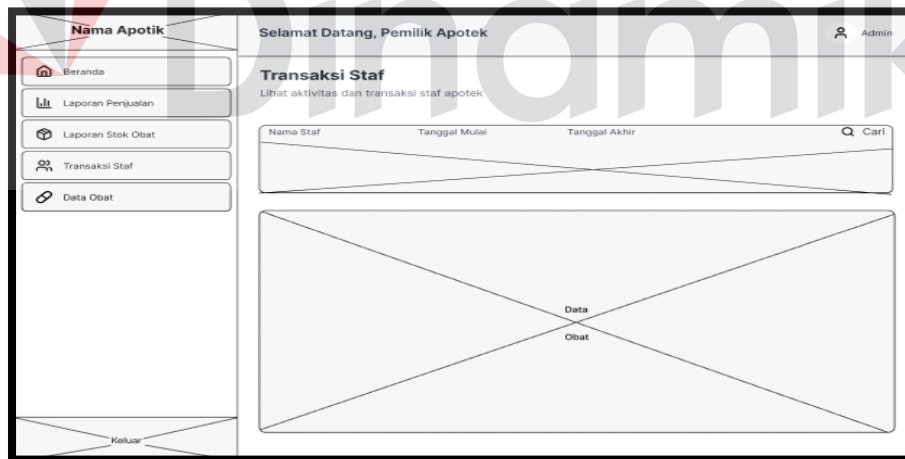 Dinamik
Nama Apotik
Selamat Datang, Pemilik Apotek
Admin
Beranda
Laporan Penjualan
Laporan Stok Obat
Transaksi Staf
Data Obat
Keluar
Transaksi Staf
Lihat aktivitas dan transaksi staf apotek
Nama Staf Tanggal Mulai Tanggal Akhir Cari
Data
Obat